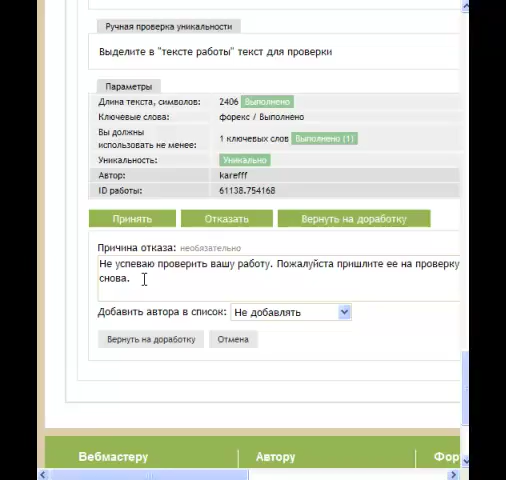 Ручная проверка уникальности
Выделите в "тексте работы" текст для проверки
Параметры
Длина текста, символов: 2406 Выполнено
Ключевые слова: форекс / Выполнено
Вы должны
использовать не менее: 1 ключевых слов Выполнено (1)
Уникальность: Уникально
Автор: karefff
ID работы: 61138.754168
Принять Отказать Вернуть на доработку
Причина отказа: необязательно
Не успеваю проверить вашу работу. Пожалуйста пришлите ее на проверку
снова.
Добавить автора в список: Не добавлять
Вернуть на доработку Отмена
Вебмастеру Автору Фор